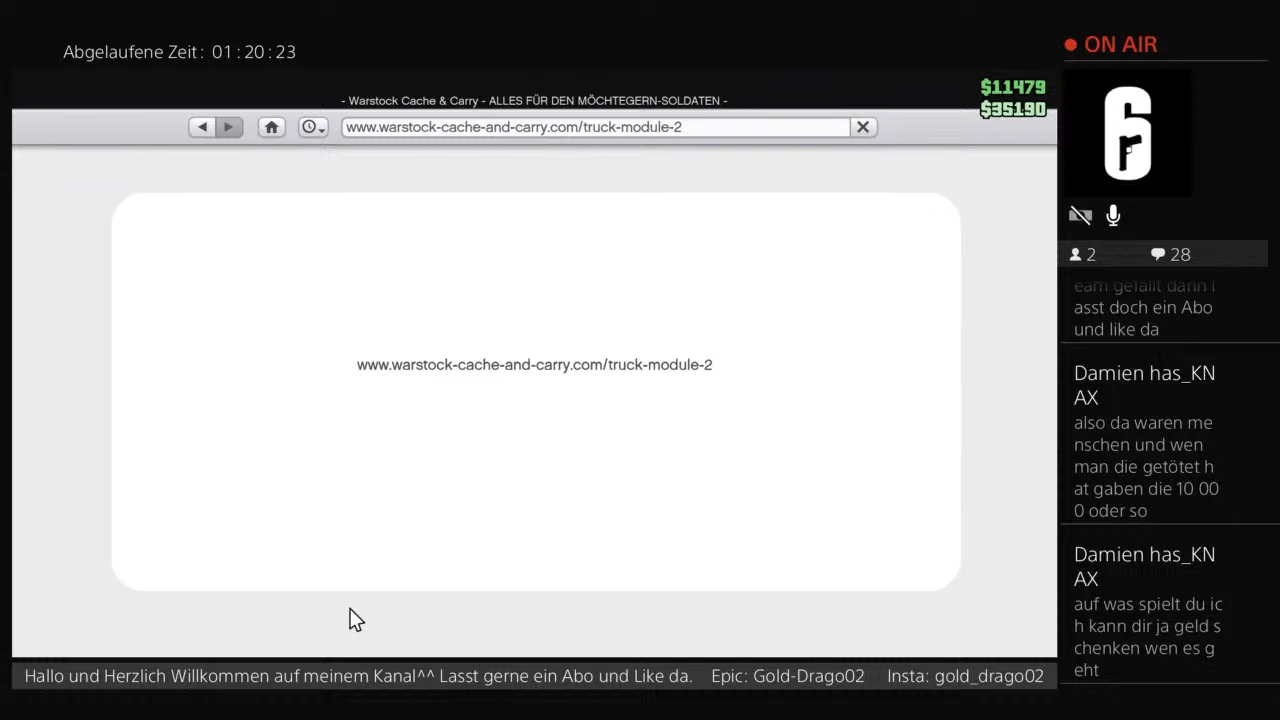 Abgelaufene Zeit: 01:20:23
ON AIR
- Warstock Cache & Carry - ALLES FÜR DEN MÖCHTEGERN-SOLDATEN -
$11479
$35190
www.warstock-cache-and-carry.com/truck-module-2
6
2
28
www.warstock-cache-and-carry.com/truck-module-2
eam gefällt dann l
asst doch ein Abo
und like da
Damien has_KN
AX
also da waren me
nschen und wen
man die getötet h
at gaben die 10 00
0 oder so
Damien has_KN
AX
auf was spielt du ic
h kann dir ja geld s
chenken wen es g
eht
Hallo und Herzlich Willkommen auf meinem Kanal^^ Lasst gerne ein Abo und Like da. Epic: Gold-Drago02 Insta: gold_drago02